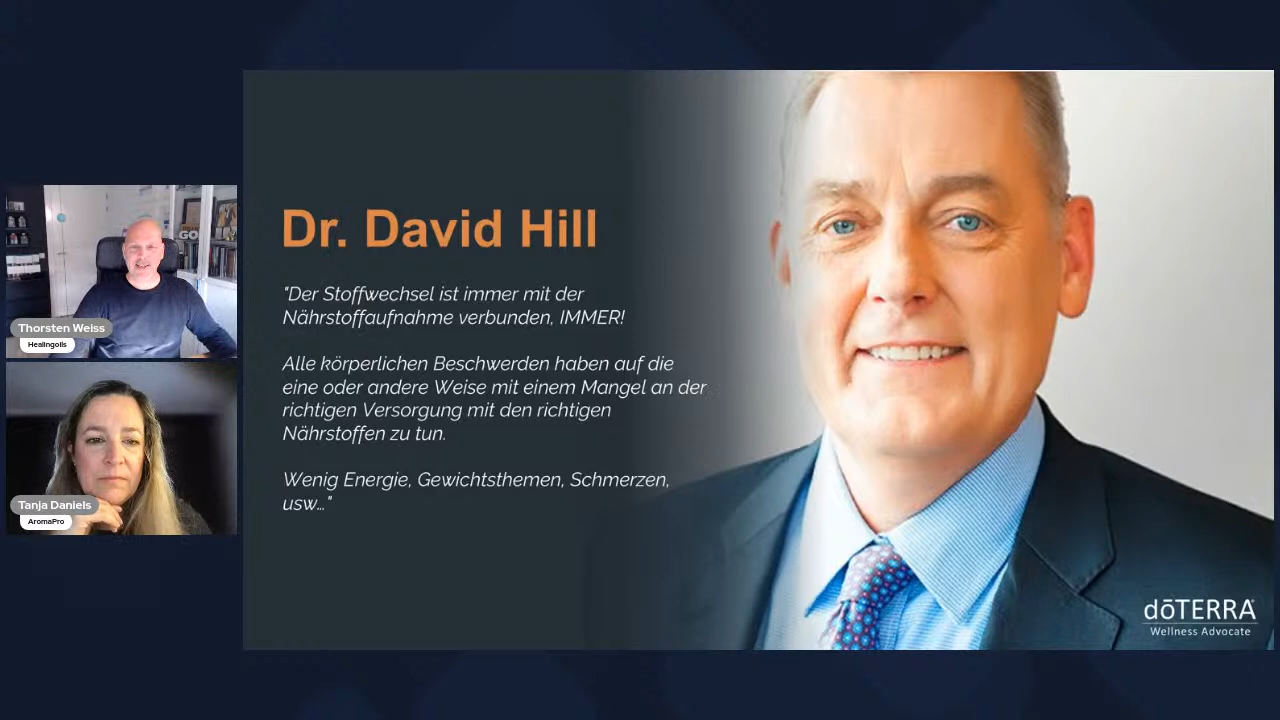 Dr. David Hill
"Der Stoffwechsel ist immer mit der
Nährstoffaufnahme verbunden, IMMER!
Alle körperlichen Beschwerden haben auf die
eine oder andere Weise mit einem Mangel an der
richtigen Versorgung mit den richtigen
Nährstoffen zu tun.
Wenig Energie, Gewichtsthemen, Schmerzen,
usw..."
dōTERRA
Wellness Advocate
GO
Thorsten Weiss
Healingoils
Tanja Daniels
AromaPro